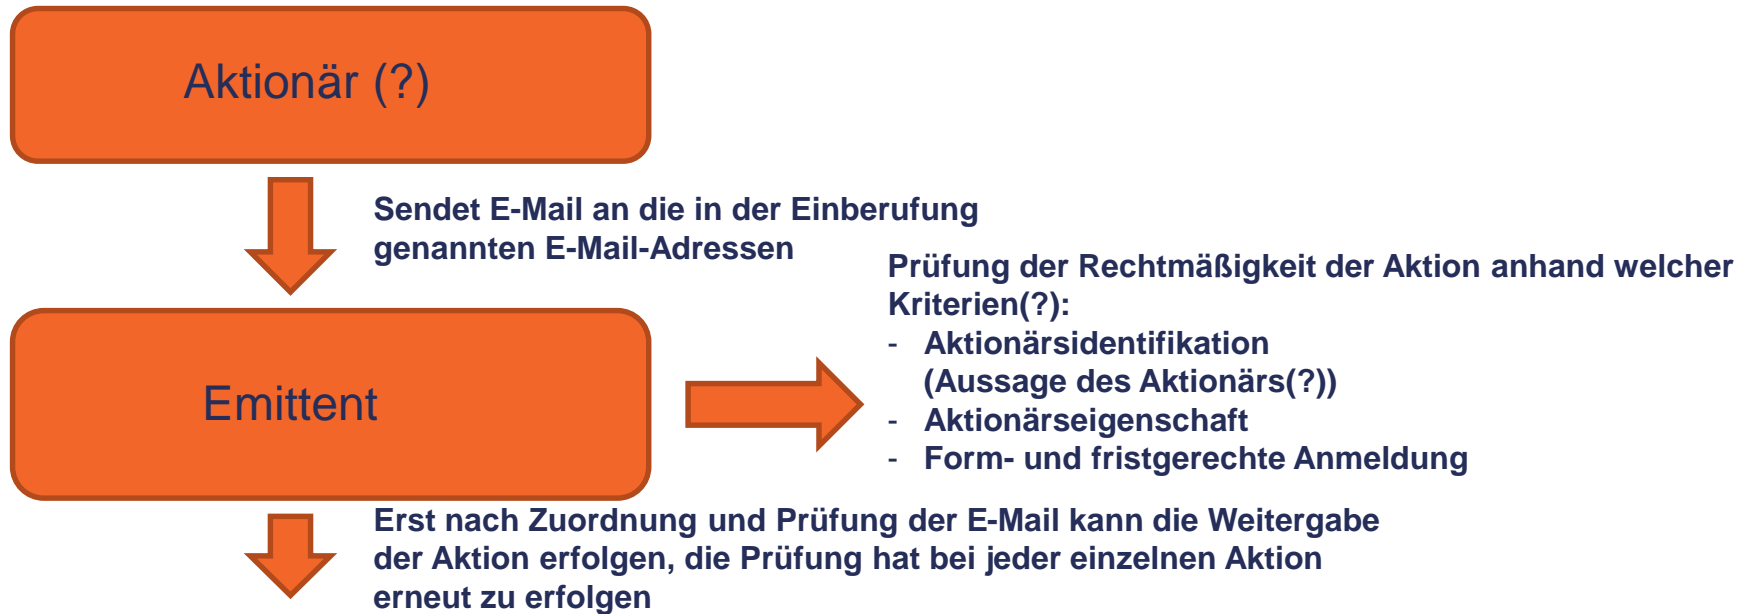 Aktionär (?)
Sendet E-Mail an die in der Einberufung
genannten E-Mail-Adressen
Emittent
Prüfung der Rechtmäßigkeit der Aktion anhand welcher
Kriterien(?):
- Aktionärsidentifikation
(Aussage des Aktionärs(?))
- Aktionärseigenschaft
- Form- und fristgerechte Anmeldung
Erst nach Zuordnung und Prüfung der E-Mail kann die Weitergabe
der Aktion erfolgen, die Prüfung hat bei jeder einzelnen Aktion
erneut zu erfolgen